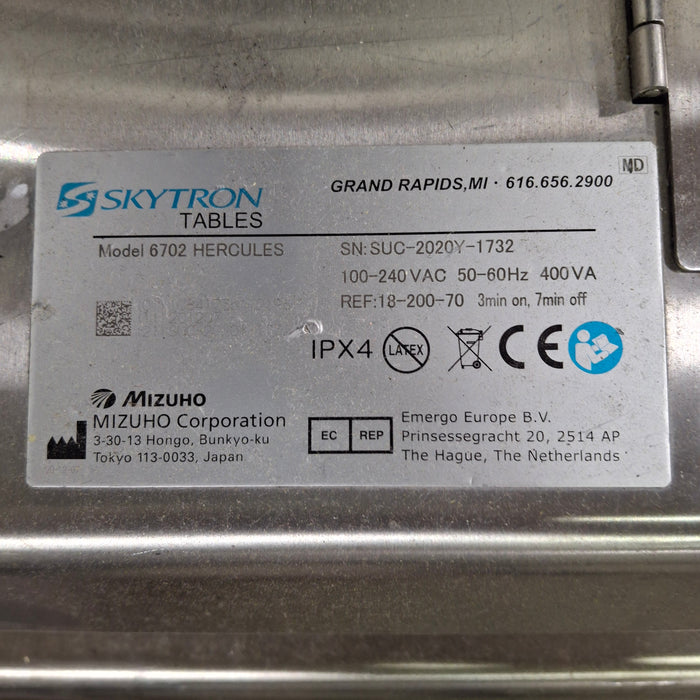 SKYTRON
TABLES
GRAND RAPIDS, MI · 616.656.2900
MD
Model 6702 HERCULES
SN: SUC-2020Y-1732
100-240 VAC 50-60Hz 400VA
REF:18-200-70 3min on, 7min off
IPX4
LATEX
CE
MIZUHO
MIZUHO Corporation
3-30-13 Hongo, Bunkyo-ku
Tokyo 113-0033, Japan
EC REP
Emergo Europe B.V.
Prinsessegracht 20, 2514 AP
The Hague, The Netherlands